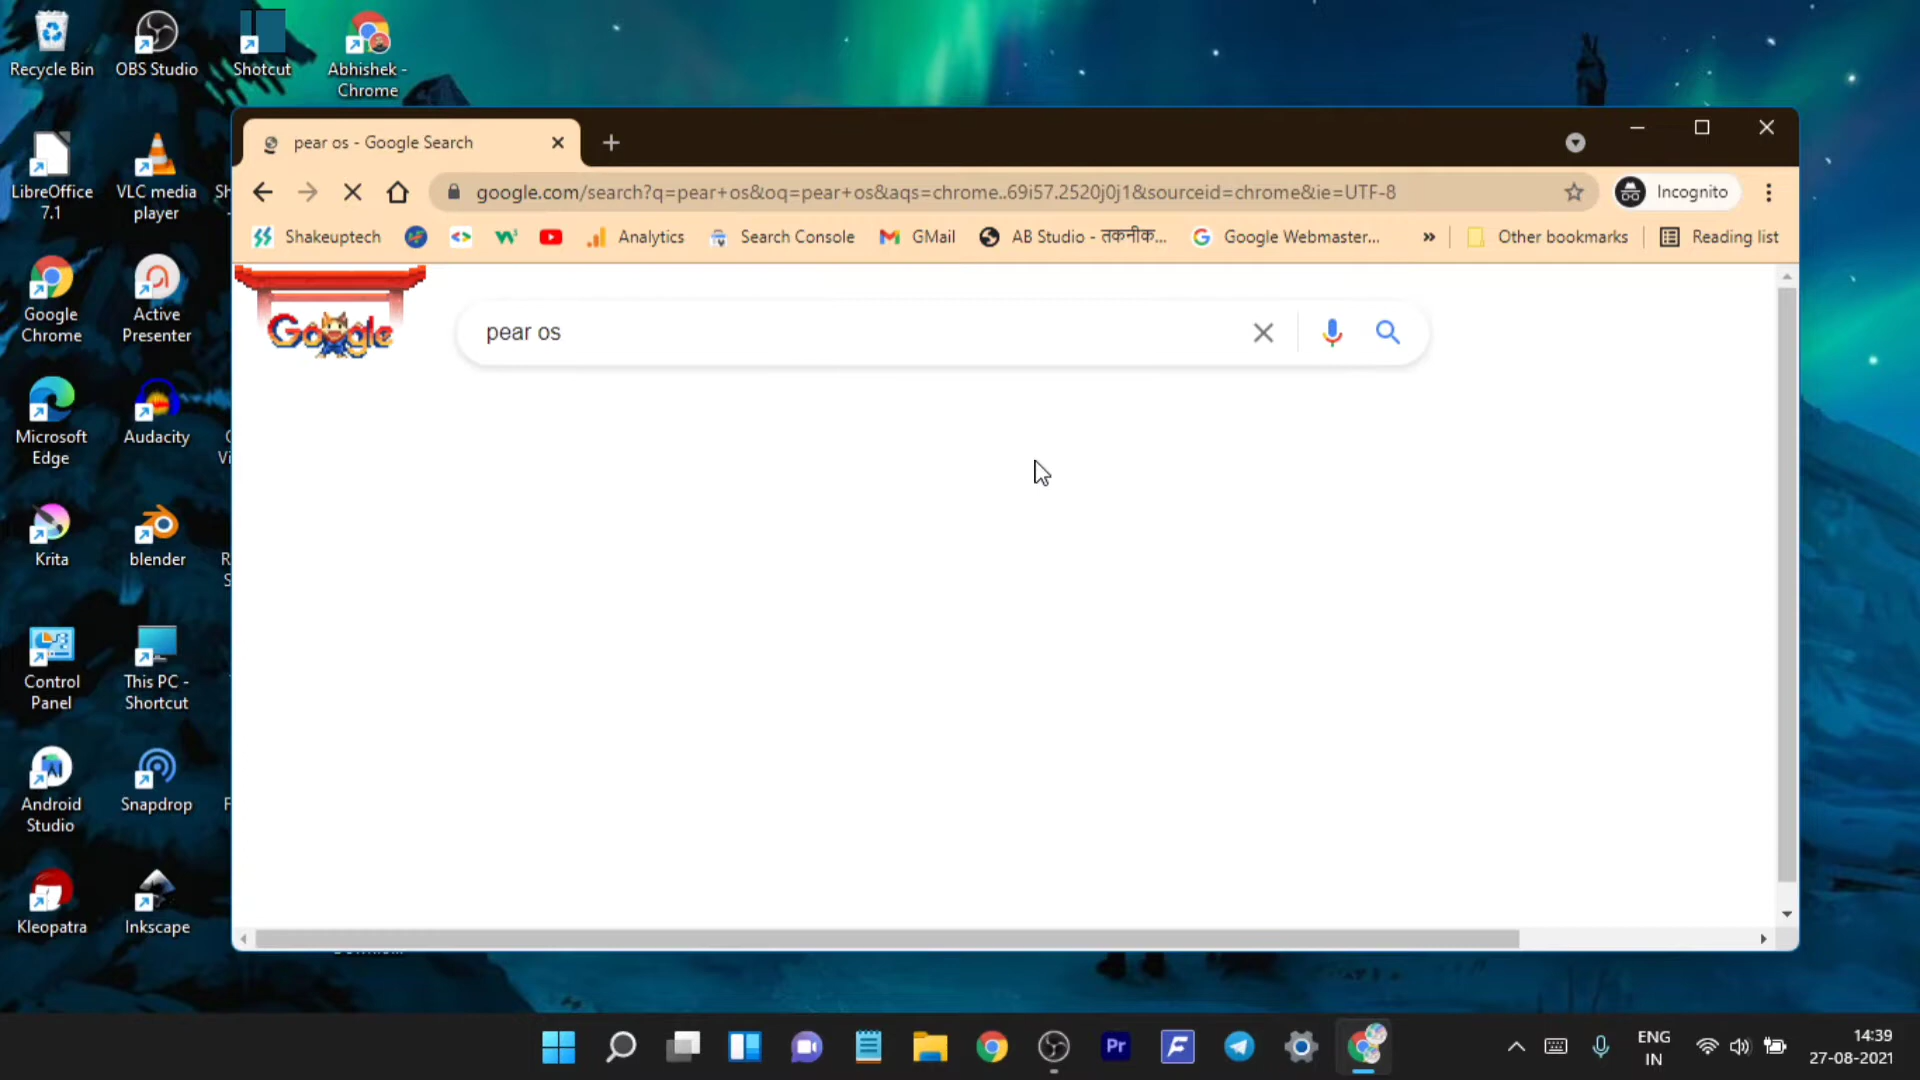 Recycle Bin
OBS Studio
Shotcut
Abhishek -
Chrome
LibreOffice
7.1
VLC media
player
Google
Chrome
Active
Presenter
Microsoft
Edge
Audacity
Krita
blender
Control
Panel
This PC -
Shortcut
Android
Studio
Snapdrop
Kleopatra
Inkscape
pear os - Google Search
google.com/search?q=pear+os&oq=pear+os&aqs=chrome..69i57.2520j0j1&sourceid=chrome&ie=UTF-8
Incognito
Shakeuptech
Analytics
Search Console
GMail
AB Studio - तकनीक...
Google Webmaster...
Other bookmarks
Reading list
Google
pear os
Pr
ENG
IN
14:39
27-08-2021